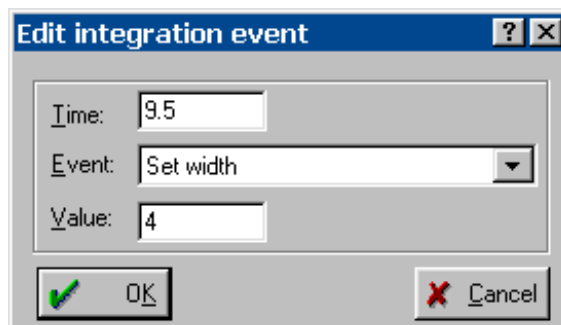 Edit integration event
Time: 9.5
Event: Set width
Value: 4
OK Cancel